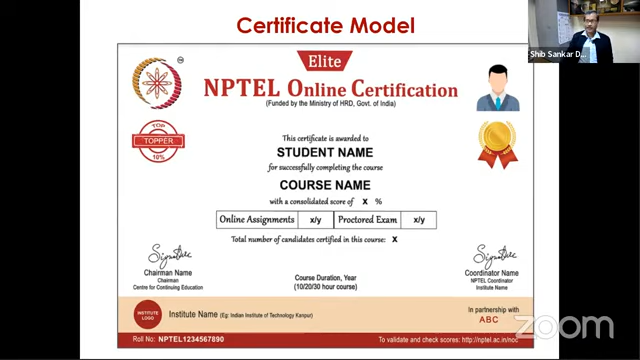 Certificate Model
Shib Sankar D...
Elite
NPTEL Online Certification
(Funded by the Ministry of HRD, Govt. of India)
TM
TOP
TOPPER
10%
This certificate is awarded to
STUDENT NAME
for successfully completing the course
COURSE NAME
with a consolidated score of x %
Online Assignments x/y Proctored Exam x/y
Total number of candidates certified in this course: x
Signature
Signature
Chairman Name
Chairman
Centre for Continuing Education
Course Duration, Year
(10/20/30 hour course)
Coordinator Name
NPTEL Coordinator
Institute Name
INSTITUTE
LOGO
Institute Name (Eg: Indian Institute of Technology Kanpur)
In partnership with
ABC
zoom
Roll No: NPTEL1234567890
To validate and check scores: http://nptel.ac.in/noc